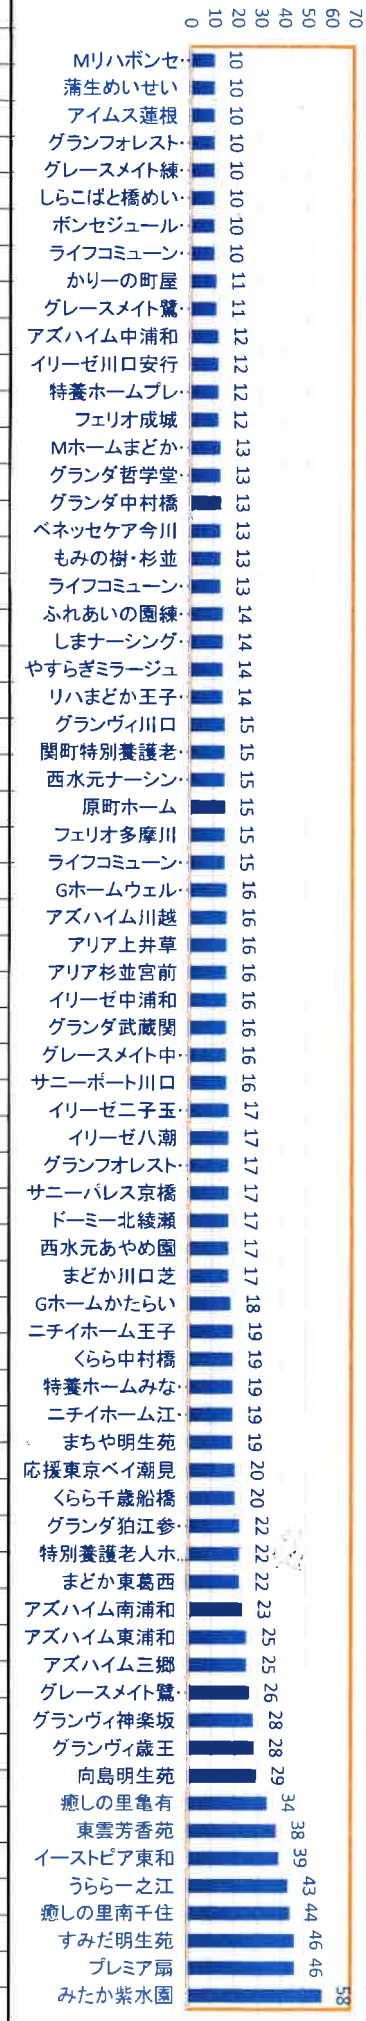 0 10 20 30 40 50 60 70
Mリハボンセ… 10
蒲生めいせい 10
アイムス蓮根 10
グランフォレスト… 10
グレースメイト練… 10
しらこばと橋めい… 10
ボンセジュール… 10
ライフコミューン… 10
かりーの町屋 11
グレースメイト鷺… 11
アズハイム中浦和 12
イリーゼ川口安行 12
特養ホームプレ… 12
フェリオ成城 12
Mホームまどか… 13
グランダ哲学堂… 13
グランダ中村橋 13
ベネッセケア今川 13
もみの樹・杉並 13
ライフコミューン… 13
ふれあいの園練… 14
しまナーシング… 14
やすらぎミラージュ 14
リハまどか王子… 14
グランヴィ川口 15
関町特別養護老… 15
西水元ナーシン… 15
原町ホーム 15
フェリオ多摩川 15
ライフコミューン… 15
Gホームウェル… 16
アズハイム川越 16
アリア上井草 16
アリア杉並宮前 16
イリーゼ中浦和 16
グランダ武蔵関 16
グレースメイト中… 16
サニーポート川口 16
イリーゼ二子玉… 17
イリーゼ八潮 17
グランフオレスト… 17
サニーパレス京橋 17
ドーミー北綾瀬 17
西水元あやめ園 17
まどか川口芝 17
Gホームかたらい 18
ニチイホーム王子 19
くらら中村橋 19
特養ホームみな… 19
ニチイホーム江… 19
まちや明生苑 19
応援東京ベイ潮見 20
くらら千歳船橋 20
グランダ狛江参… 22
特別養護老人ホ… 22
まどか東葛西 22
アズハイム南浦和 23
アズハイム東浦和 25
アズハイム三郷 25
グレースメイト鷺… 26
グランヴィ神楽坂 28
グランヴィ蔵王 28
向島明生苑 29
癒しの里亀有 34
東雲芳香苑 38
イーストピア東和 39
うらら一之江 43
癒しの里南千住 44
すみだ明生苑 46
プレミア扇 46
みたか紫水園 58